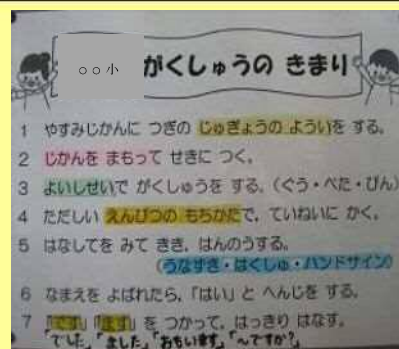 ○○小 がくしゅうの きまり
1 やすみじかんに つぎの じゅぎょうの よういを する。
2 じかんを まもって せきに つく。
3 よいしせいで がくしゅうを する。(ぐう・ぺた・ぴん)
4 ただしい えんぴつの もちかたで、ていねいに かく。
5 はなしてを みて きき、はんのうする。
(うなずき・はくしゅ・ハンドサイン)
6 なまえを よばれたら、「はい」と へんじを する。
7 「です」「ます」を つかって、はっきり はなす。
「でした」「ました」「おもいます」「〜ですか?」